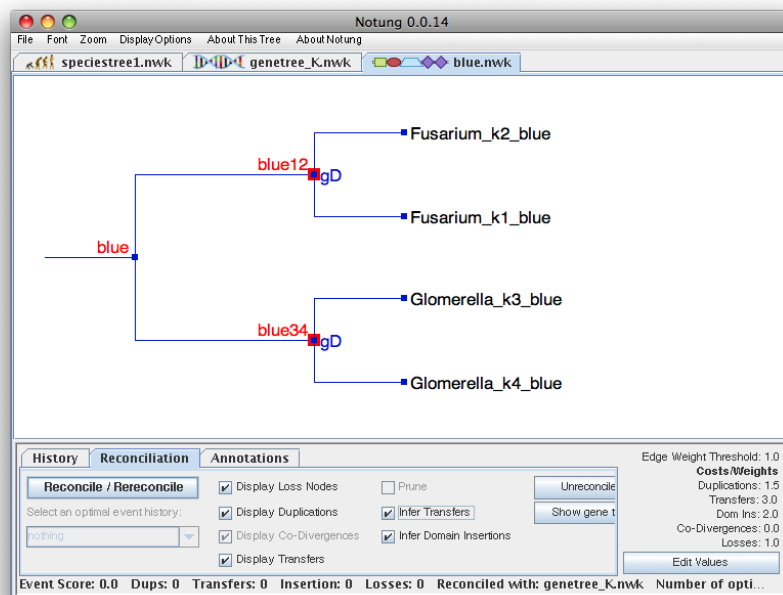 Notung 0.0.14
File Font Zoom Display Options About This Tree About Notung
speciestree1.nwk genetree_K.nwk blue.nwk
Fusarium_k2_blue
blue12
gD
Fusarium_k1_blue
blue
Glomerella_k3_blue
blue34
gD
Glomerella_k4_blue
History Reconciliation Annotations
Edge Weight Threshold: 1.0
Costs/Weights
Reconcile / Rereconcile Display Loss Nodes Prune Unreconcile
Duplications: 1.5
Transfers: 3.0
Select an optimal event history: Display Duplications Infer Transfers Show gene t
Dom Ins: 2.0
Co-Divergences: 0.0
nothing Display Co-Divergences Infer Domain Insertions
Losses: 1.0
Display Transfers Edit Values
Event Score: 0.0 Dups: 0 Transfers: 0 Insertion: 0 Losses: 0 Reconciled with: genetree_K.nwk Number of opti...